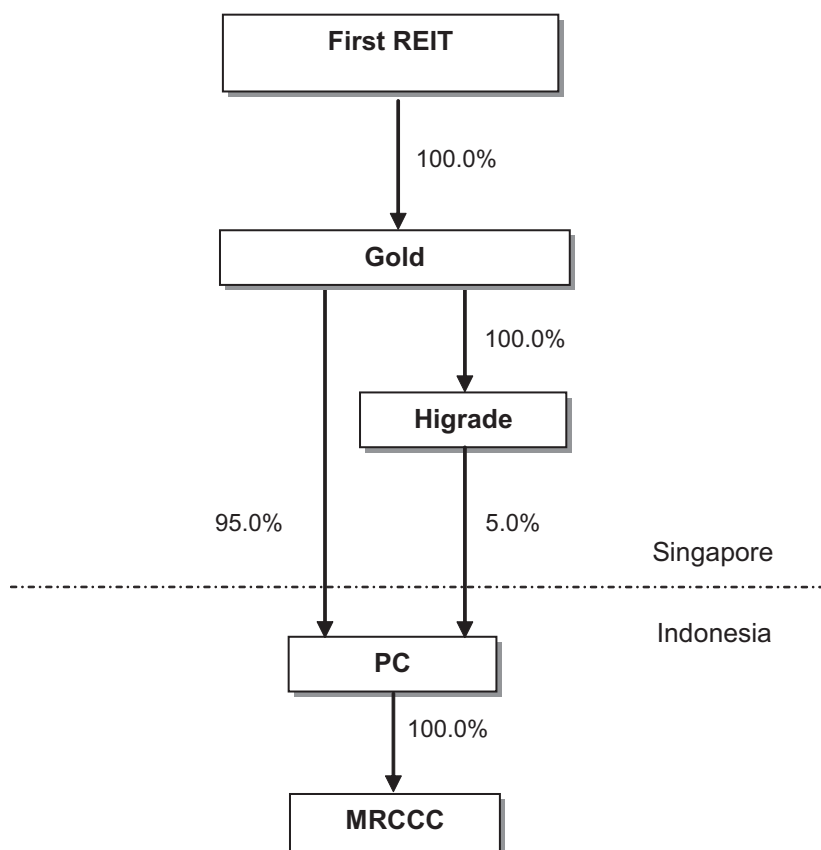 First REIT
100.0%
Gold
100.0%
Higrade
95.0%
5.0%
Singapore
Indonesia
PC
100.0%
MRCCC